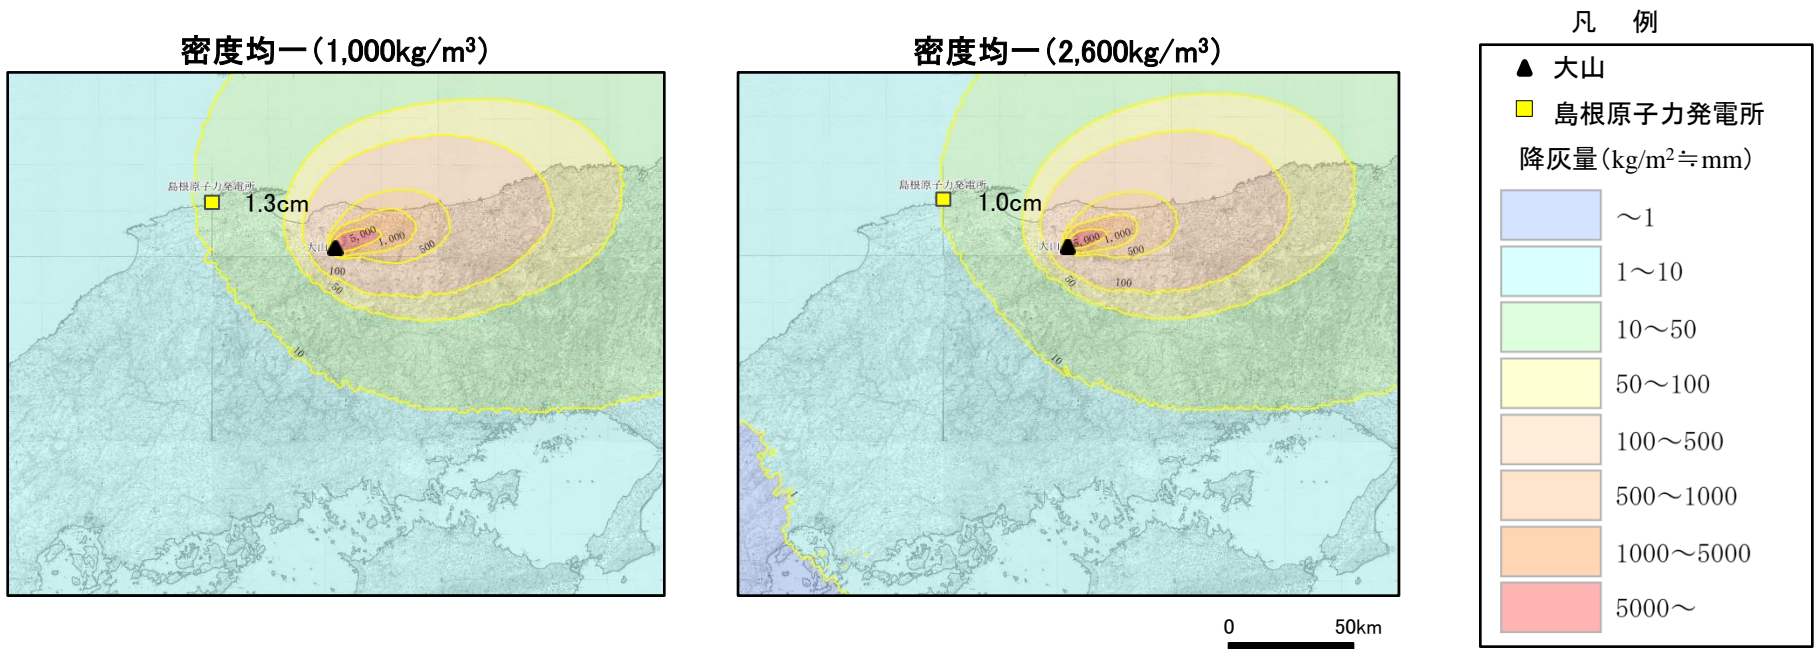 密度均一(1,000kg/m³)
島根原子力発電所
1.3cm
大山
5,000
1,000
500
100
50
10
密度均一(2,600kg/m³)
島根原子力発電所
1.0cm
大山
5,000
1,000
500
50
100
10
0 50km
凡 例
大山
島根原子力発電所
降灰量(kg/m²≒mm)
~1
1~10
10~50
50~100
100~500
500~1000
1000~5000
5000~